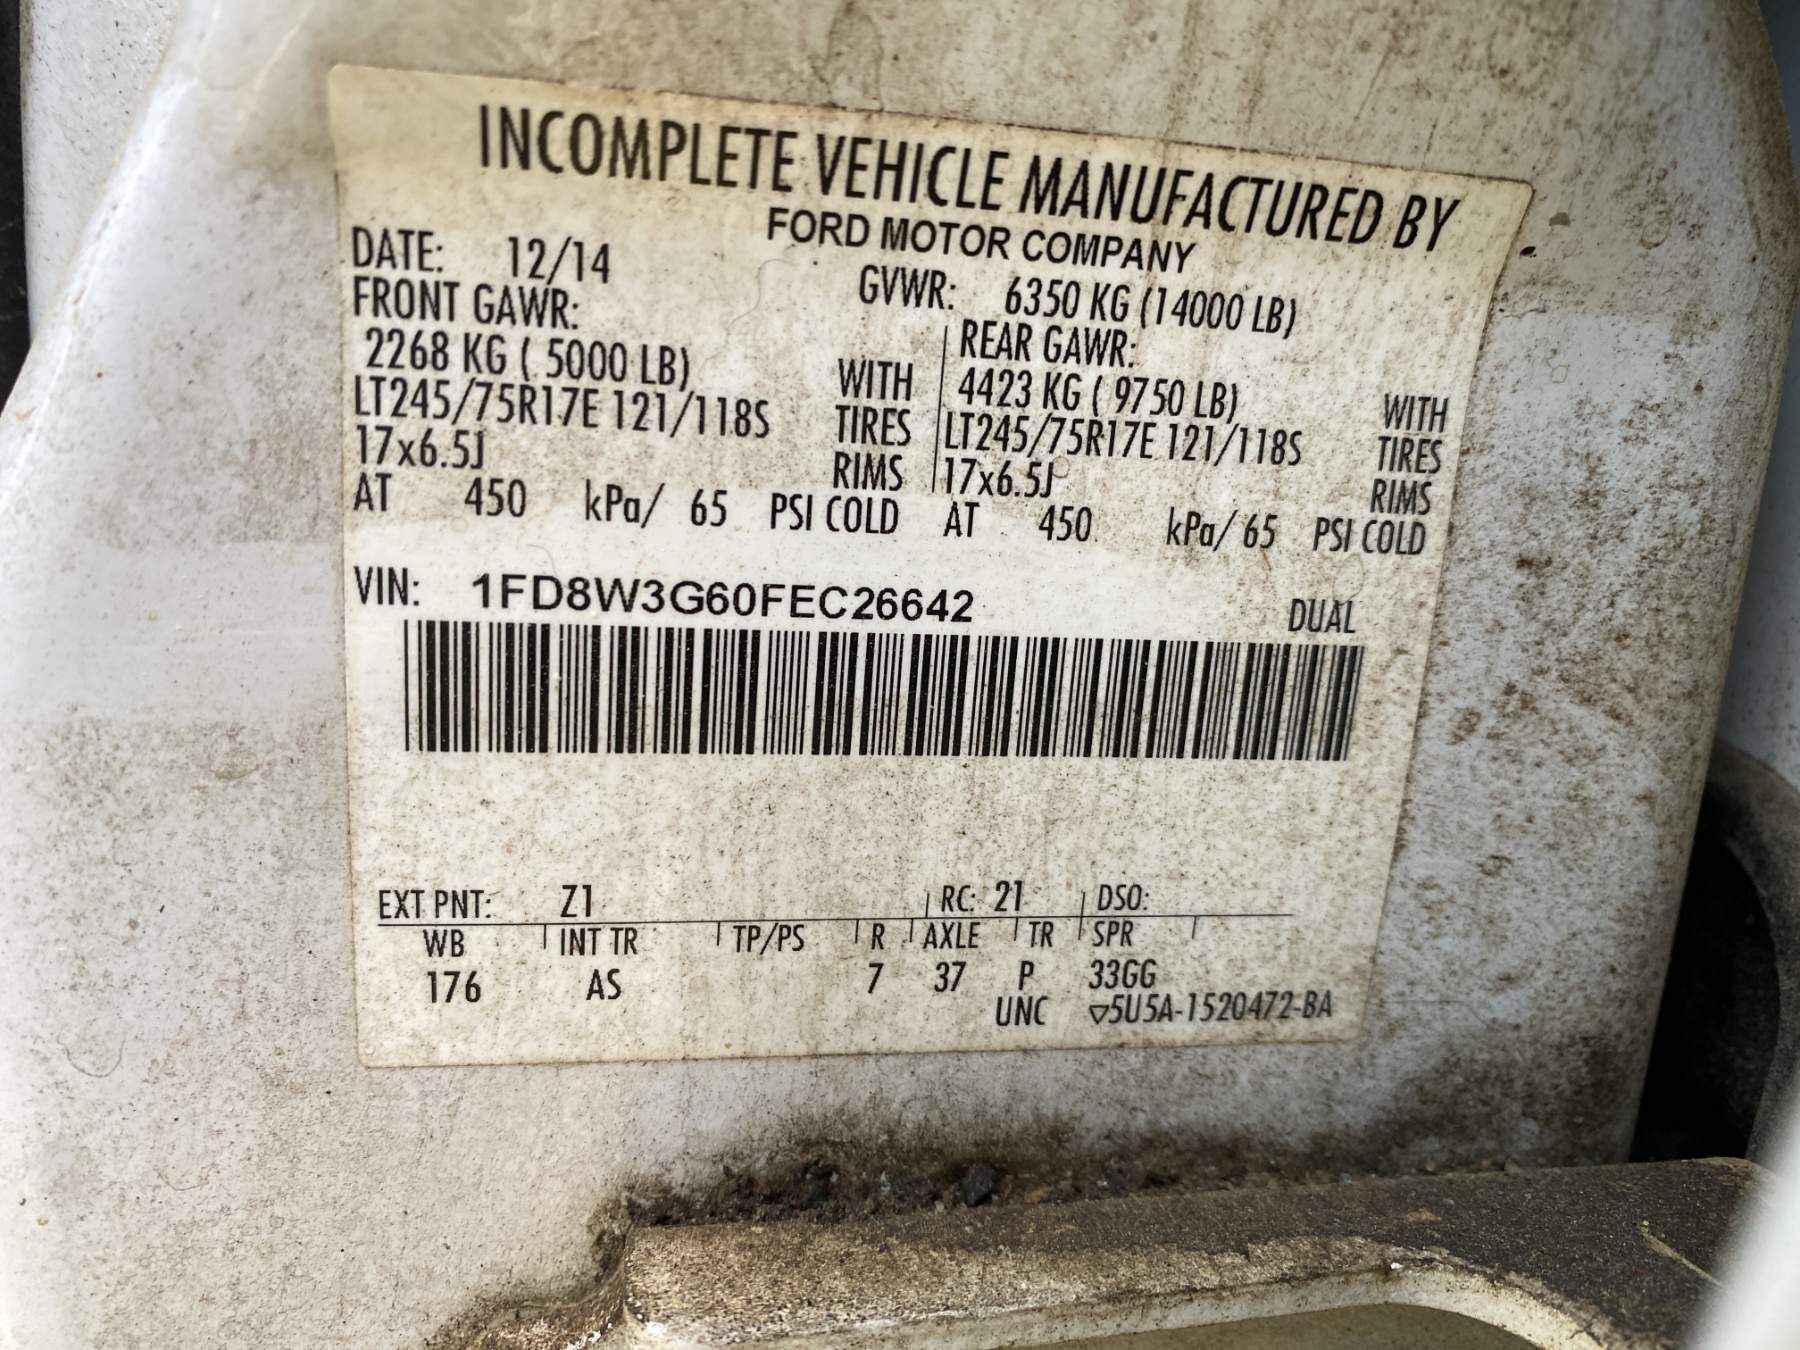 INCOMPLETE VEHICLE MANUFACTURED BY
FORD MOTOR COMPANY
DATE: 12/14
GVWR: 6350 KG (14000 LB)
FRONT GAWR:
2268 KG ( 5000 LB) WITH
LT245/75R17E 121/118S TIRES
17x6.5J RIMS
AT 450 kPa/ 65 PSI COLD
REAR GAWR:
4423 KG ( 9750 LB) WITH
LT245/75R17E 121/118S TIRES
17x6.5J RIMS
AT 450 kPa/ 65 PSI COLD
VIN: 1FD8W3G60FEC26642
DUAL
EXT PNT: Z1 RC: 21 DSO:
WB INT TR TP/PS R AXLE TR SPR
176 AS 7 37 P 33GG
UNC ▽5U5A-1520472-BA